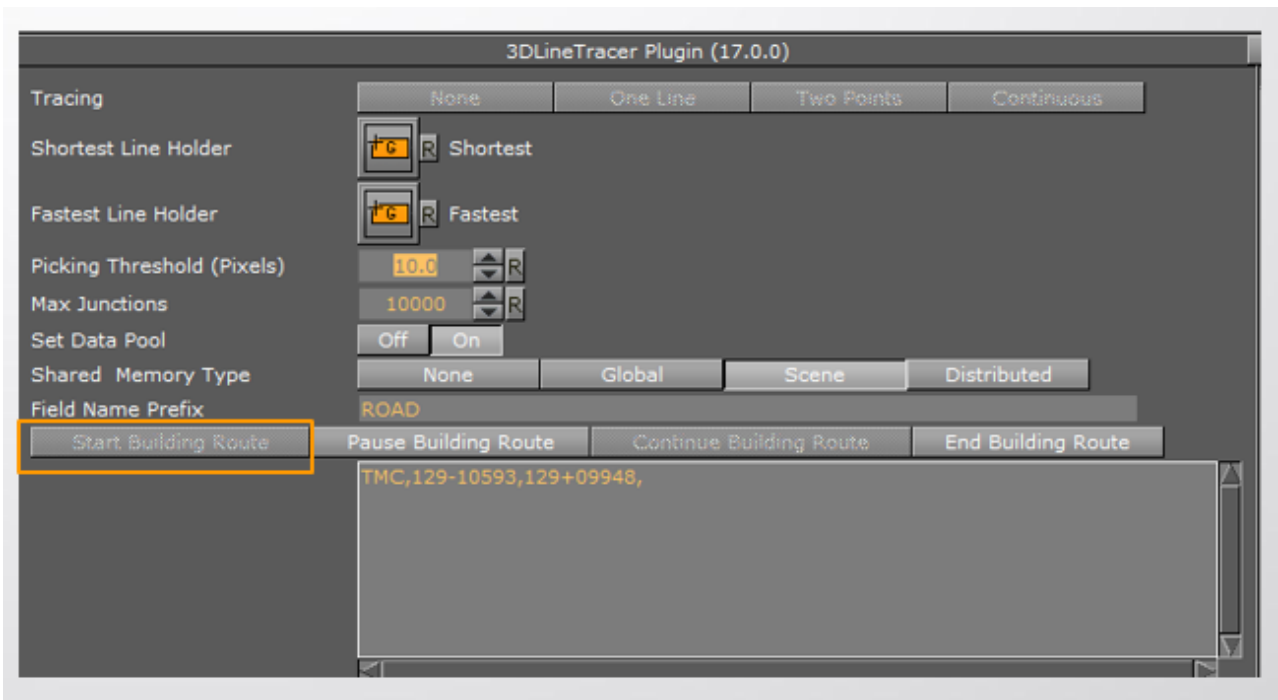 3DLineTracer Plugin (17.0.0)
Tracing None One Line Two Points Continuous
Shortest Line Holder G R Shortest
Fastest Line Holder G R Fastest
Picking Threshold (Pixels) 10.0 R
Max Junctions 10000 R
Set Data Pool Off On
Shared Memory Type None Global Scene Distributed
Field Name Prefix ROAD
Start Building Route Pause Building Route Continue Building Route End Building Route
TMC,129-10593,129+09948,